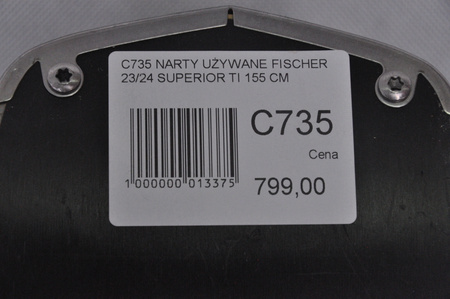 C735 NARTY UŻYWANE FISCHER
23/24 SUPERIOR TI 155 CM
C735
Cena
1 000000 013375
799,00